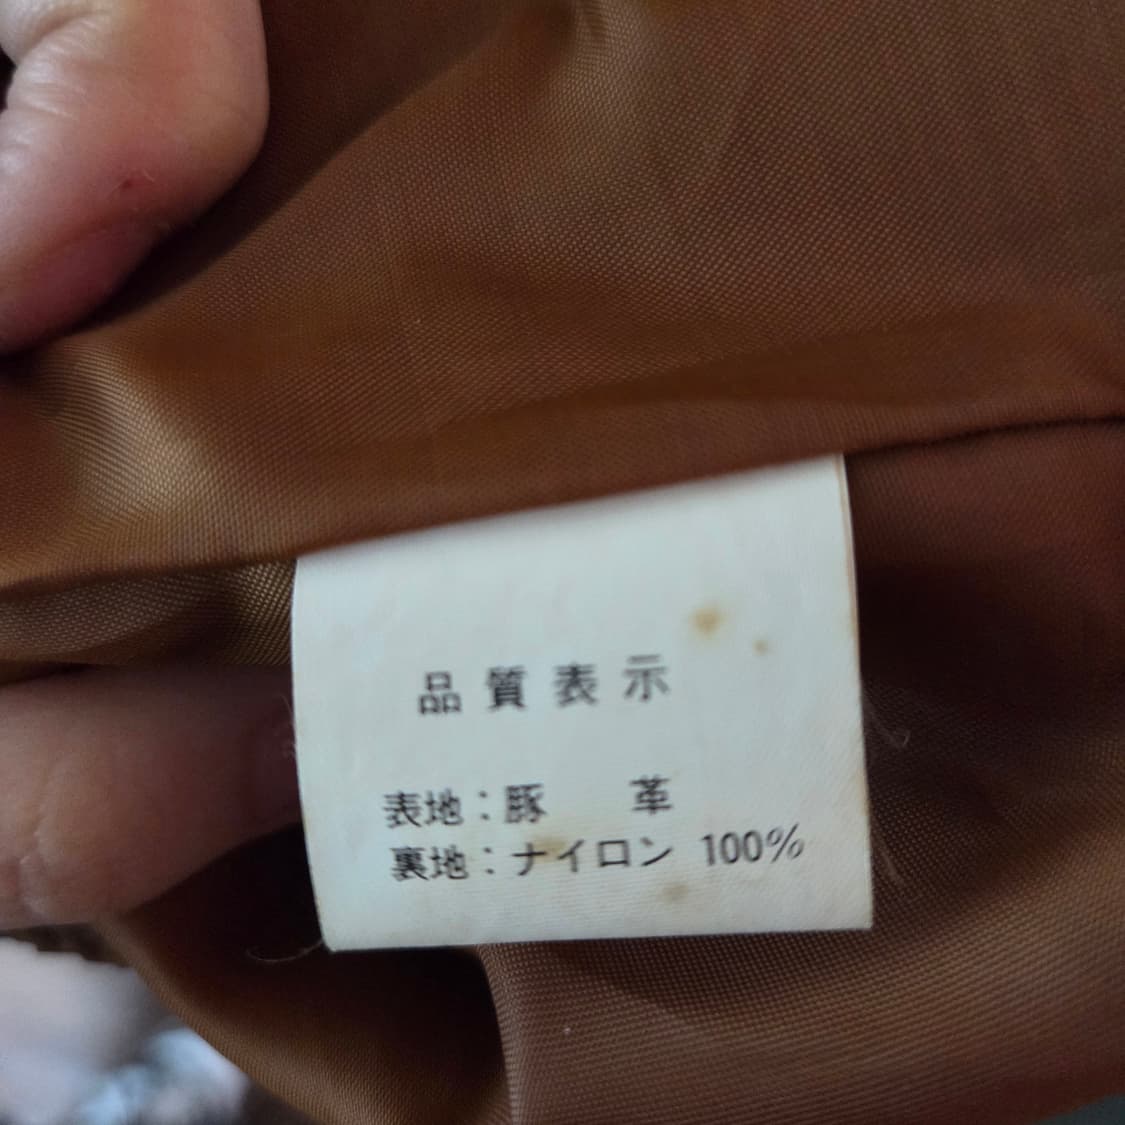 品質表示
表地：豚　革
裏地：ナイロン 100%